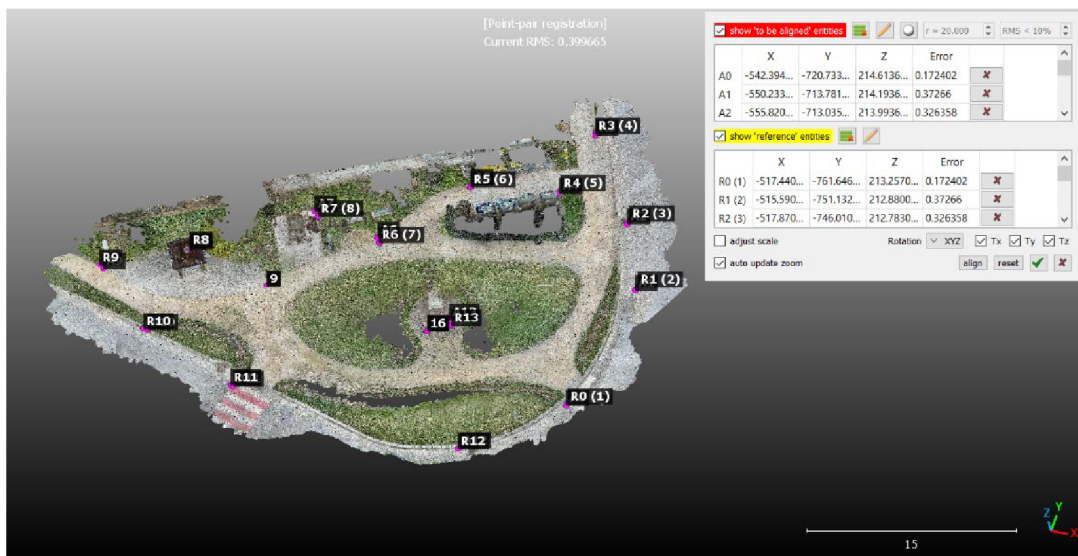 [Point-pair registration]
Current RMS: 0.399665
show 'to be aligned' entities r = 20.000 RMS < 10%
X Y Z Error
A0 -542.394... -720.733... 214.6136... 0.172402
A1 -550.233... -713.781... 214.1936... 0.37266
A2 -555.820... -713.035... 213.9936... 0.326358
show 'reference' entities
X Y Z Error
R0 (1) -517.440... -761.646... 213.2570... 0.172402
R1 (2) -515.590... -751.132... 212.8800... 0.37266
R2 (3) -517.870... -746.010... 212.7830... 0.326358
adjust scale Rotation XYZ Tx Ty Tz
auto update zoom align reset
R3 (4)
R5 (6)
R4 (5)
R7 (8)
R2 (3)
R6 (7)
R8
R9
9
R1 (2)
R13
16
R10
R11
R0 (1)
R12
15
Z Y X